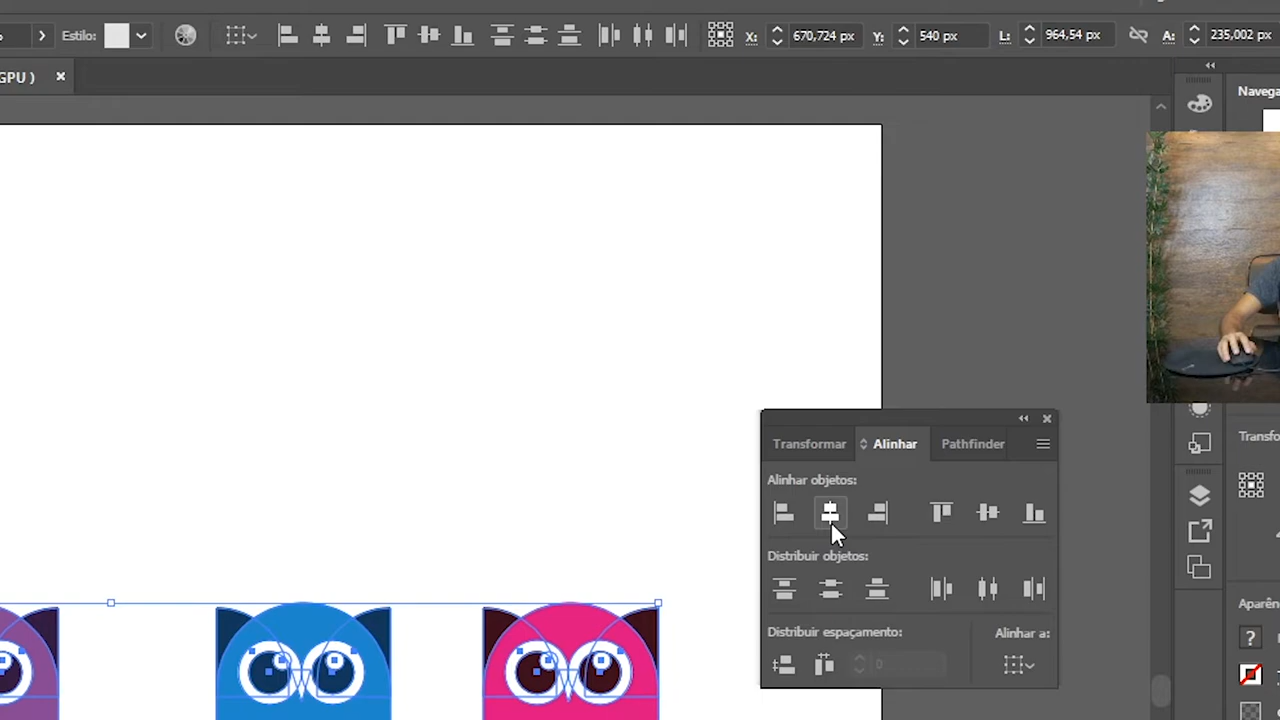 Estilo:
X: 670,724 px
Y: 540 px
L: 964,54 px
A: 235,002 px
GPU )
Navega
Transformar
Alinhar
Pathfinder
Alinhar objetos:
Distribuir objetos:
Distribuir espaçamento:
Alinhar a:
0
Transfo
Aparên
?